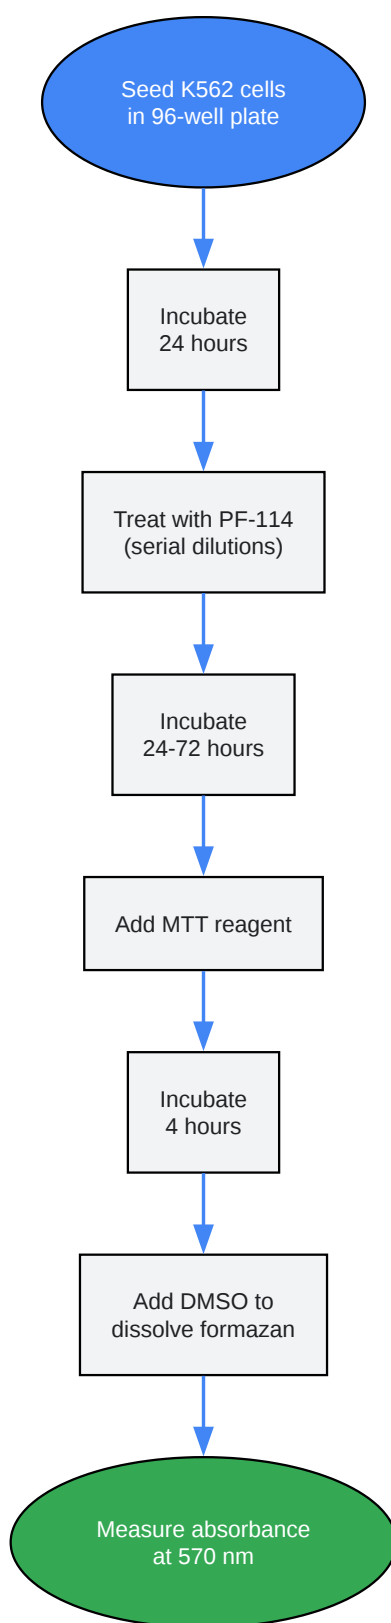 Seed K562 cells
in 96-well plate
Incubate
24 hours
Treat with PF-114
(serial dilutions)
Incubate
24-72 hours
Add MTT reagent
Incubate
4 hours
Add DMSO to
dissolve formazan
Measure absorbance
at 570 nm